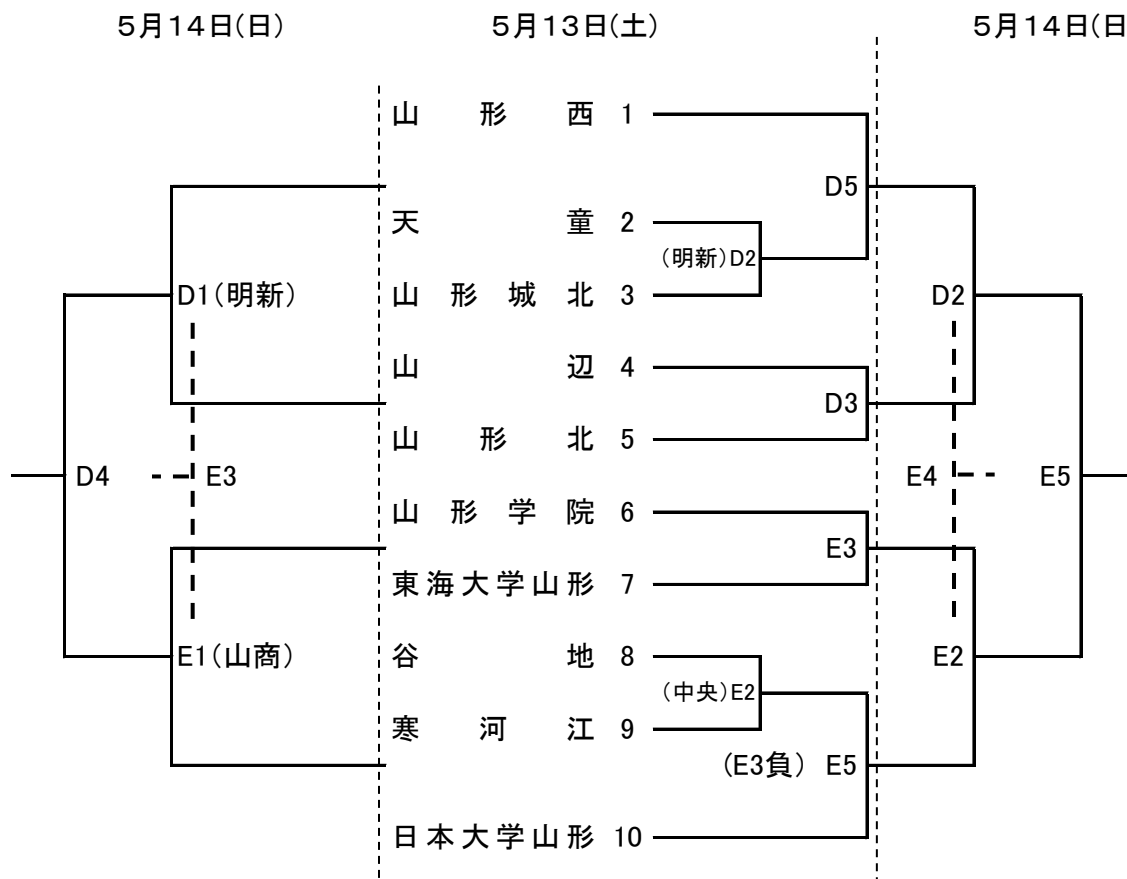 ５月１４日(日) ５月１３日(土) ５月１４日(日
山形西 1
D5
天童 2
（明新）D2
D1（明新） 山形城北 3 D2
山辺 4
D3
山形北 5
D4 E3 E4 E5
山形学院 6
E3
東海大学山形 7
E1（山商） 谷地 8 E2
（中央）E2
寒河江 9
(E3負） E5
日本大学山形 10